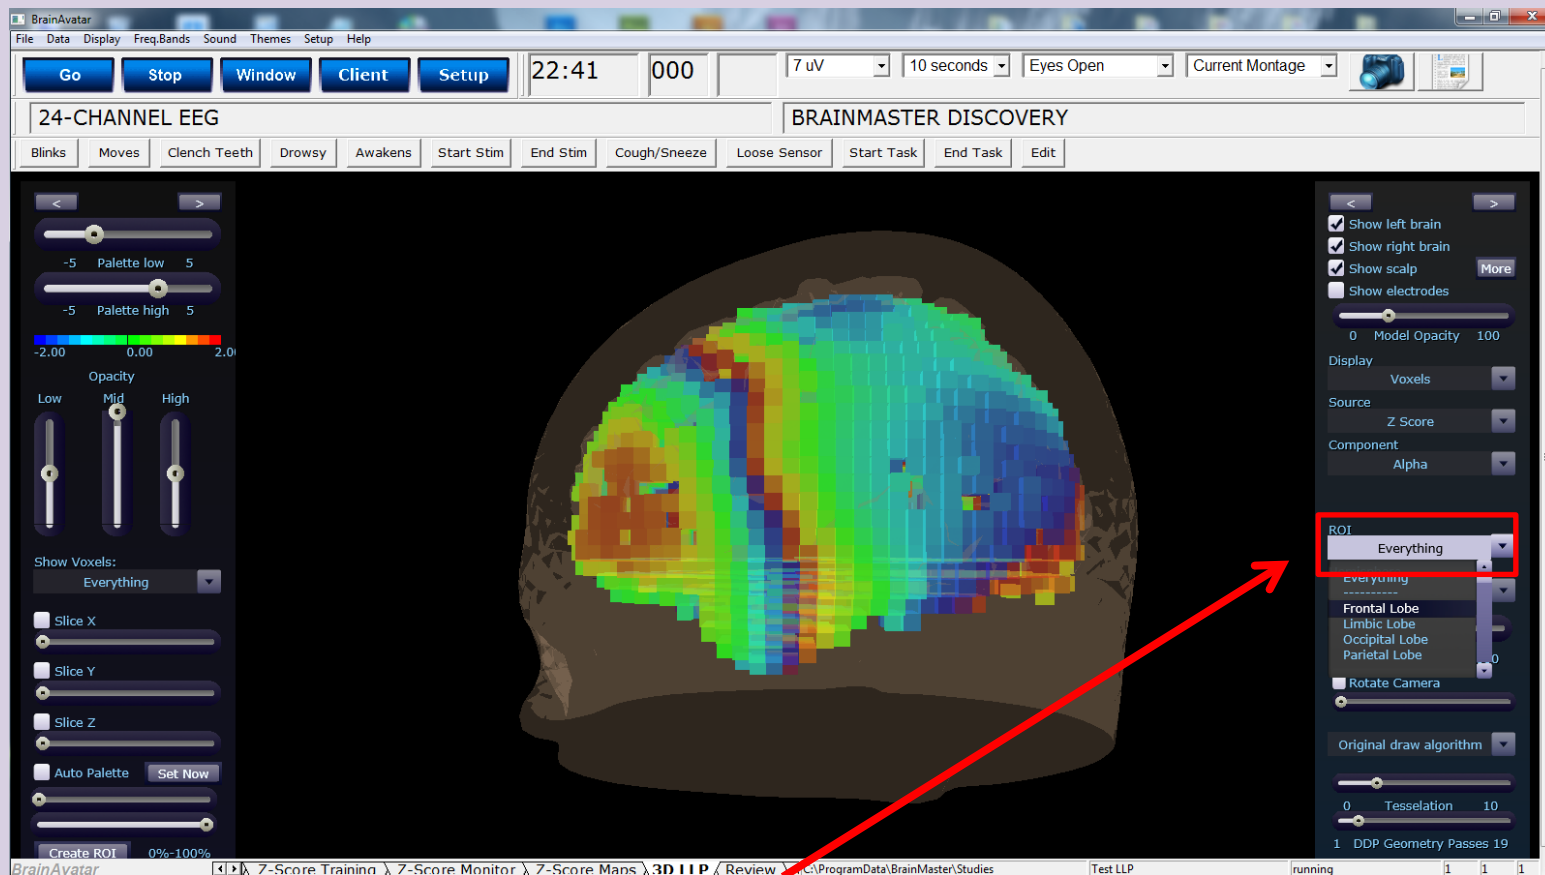 BrainAvatar
File Data Display Freq.Bands Sound Themes Setup Help
Go Stop Window Client Setup 22:41 000 7 uV 10 seconds Eyes Open Current Montage
24-CHANNEL EEG BRAINMASTER DISCOVERY
Blinks Moves Clench Teeth Drowsy Awakens Start Stim End Stim Cough/Sneeze Loose Sensor Start Task End Task Edit
< >
-5 Palette low 5
-5 Palette high 5
-2.00 0.00 2.0
Opacity
Low Mid High
Show Voxels:
Everything
Slice X
Slice Y
Slice Z
Auto Palette Set Now
Create ROI 0%-100%
< >
Show left brain
Show right brain
Show scalp More
Show electrodes
0 Model Opacity 100
Display
Voxels
Source
Z Score
Component
Alpha
ROI
Everything
Everything
----------
Frontal Lobe
Limbic Lobe
Occipital Lobe
Parietal Lobe
Rotate Camera
Original draw algorithm
0 Tesselation 10
1 DDP Geometry Passes 19
BrainAvatar Z-Score Training Z-Score Monitor Z-Score Maps 3D LLP Review C:\ProgramData\BrainMaster\Studies Test LLP running 1 1 1